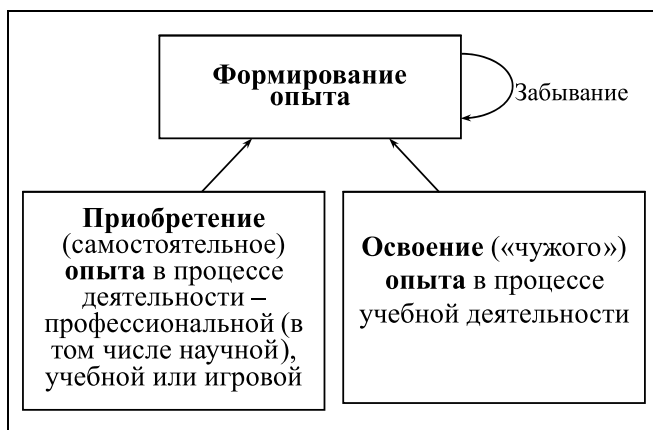 Формирование
опыта
Забывание
Приобретение
(самостоятельное)
опыта в процессе
деятельности –
профессиональной (в
том числе научной),
учебной или игровой
Освоение («чужого»)
опыта в процессе
учебной деятельности